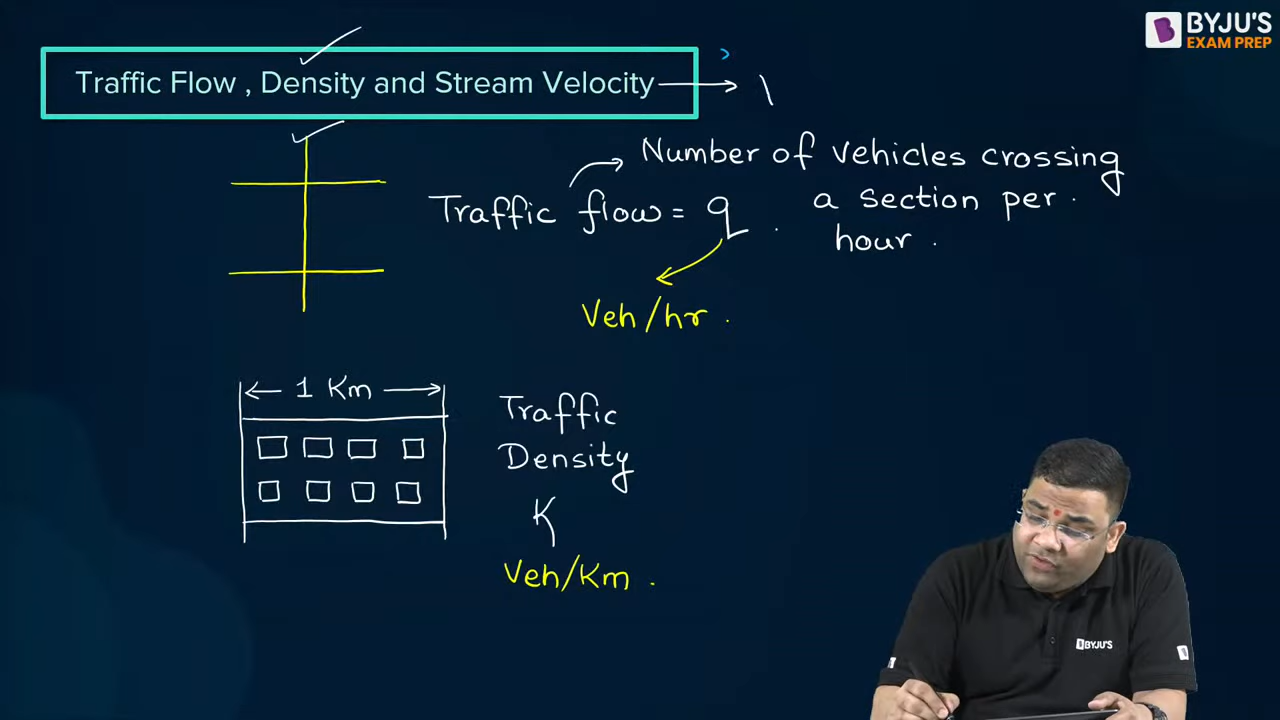 BYJU'S
EXAM PREP
Traffic Flow , Density and Stream Velocity
Number of vehicles crossing
a section per
hour .
Traffic flow = q .
Veh/hr .
1 Km
Traffic
Density
K
Veh/Km .
BYJU'S